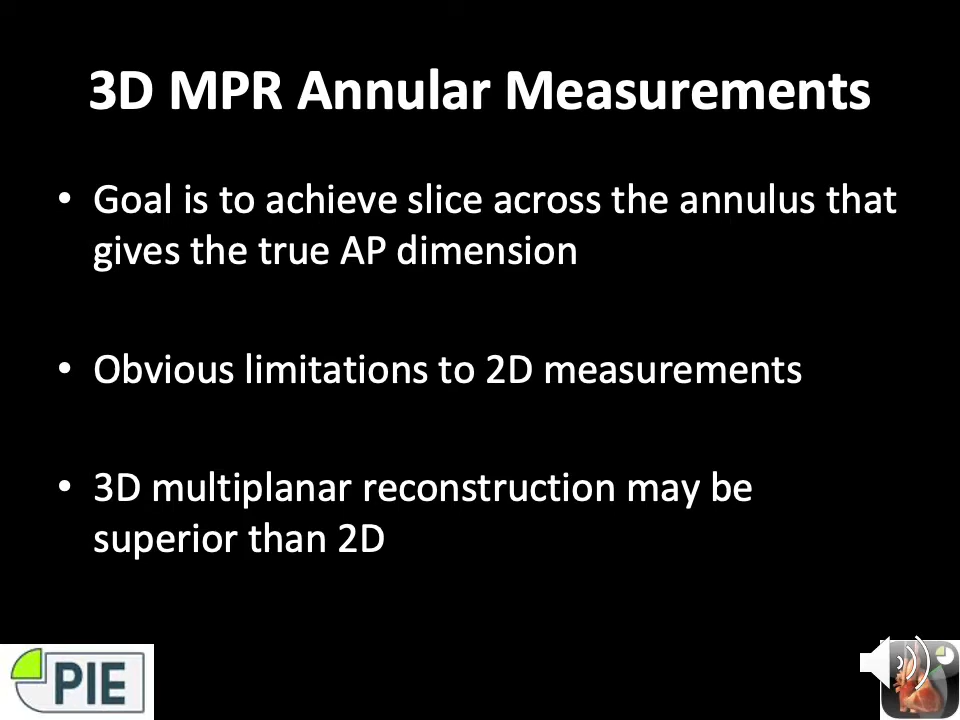 3D MPR Annular Measurements
• Goal is to achieve slice across the annulus that
gives the true AP dimension
• Obvious limitations to 2D measurements
• 3D multiplanar reconstruction may be
superior than 2D
PIE